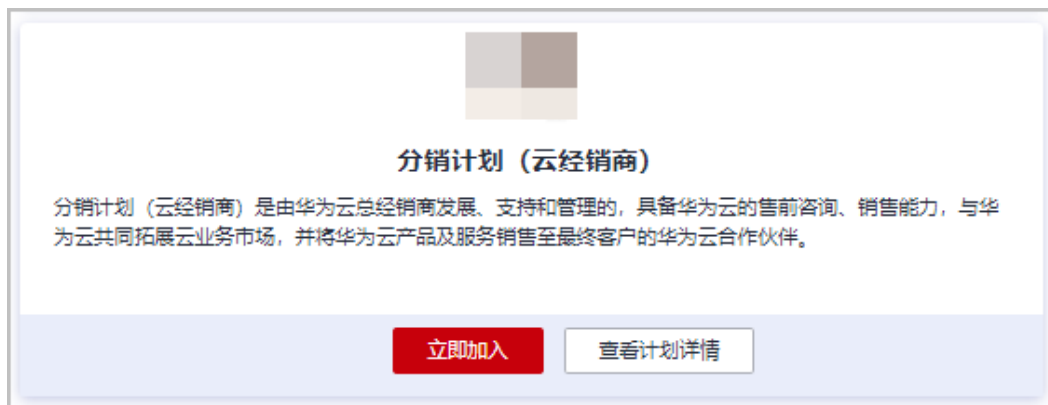 分销计划（云经销商）
分销计划（云经销商）是由华为云总经销商发展、支持和管理的，具备华为云的售前咨询、销售能力，与华
为云共同拓展云业务市场，并将华为云产品及服务销售至最终客户的华为云合作伙伴。
立即加入
查看计划详情